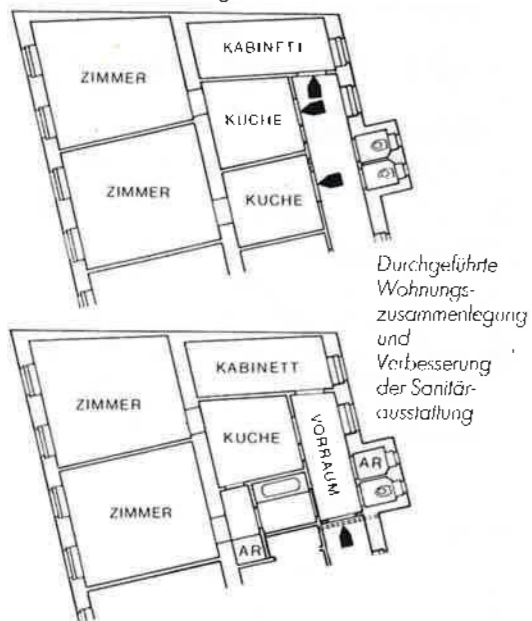 KABINETT
ZIMMER
KUCHE
ZIMMER
KUCHE
Durchgeführte
Wohnungs-
zusammenlegung
und
Verbesserung
der Sanitär-
ausstattung
KABINETT
ZIMMER
KUCHE
VORRAUM
AR
ZIMMER
AR